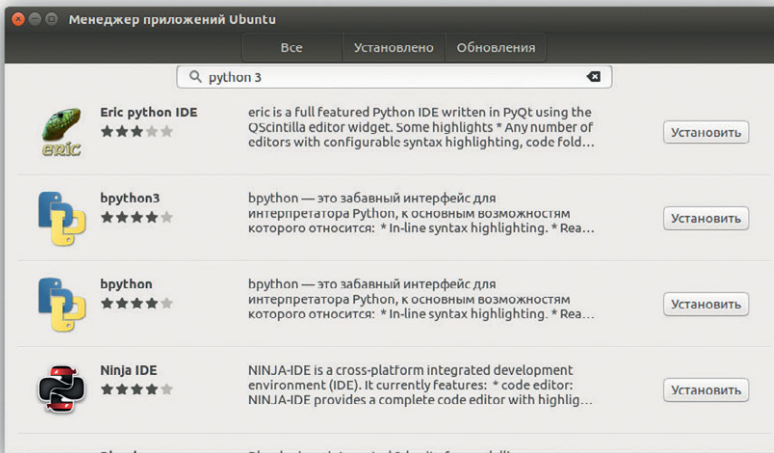 Менеджер приложений Ubuntu
Все Установлено Обновления
python 3
Eric python IDE
eric is a full featured Python IDE written in PyQt using the
QScintilla editor widget. Some highlights * Any number of
editors with configurable syntax highlighting, code fold...
eric
Установить
bpython3
bpython — это забавный интерфейс для
интерпретатора Python, к основным возможностям
которого относится: * In-line syntax highlighting. * Rea...
Установить
bpython
bpython — это забавный интерфейс для
интерпретатора Python, к основным возможностям
которого относится: * In-line syntax highlighting. * Rea...
Установить
Ninja IDE
NINJA-IDE is a cross-platform integrated development
environment (IDE). It currently features: * code editor:
NINJA-IDE provides a complete code editor with highlig...
Установить